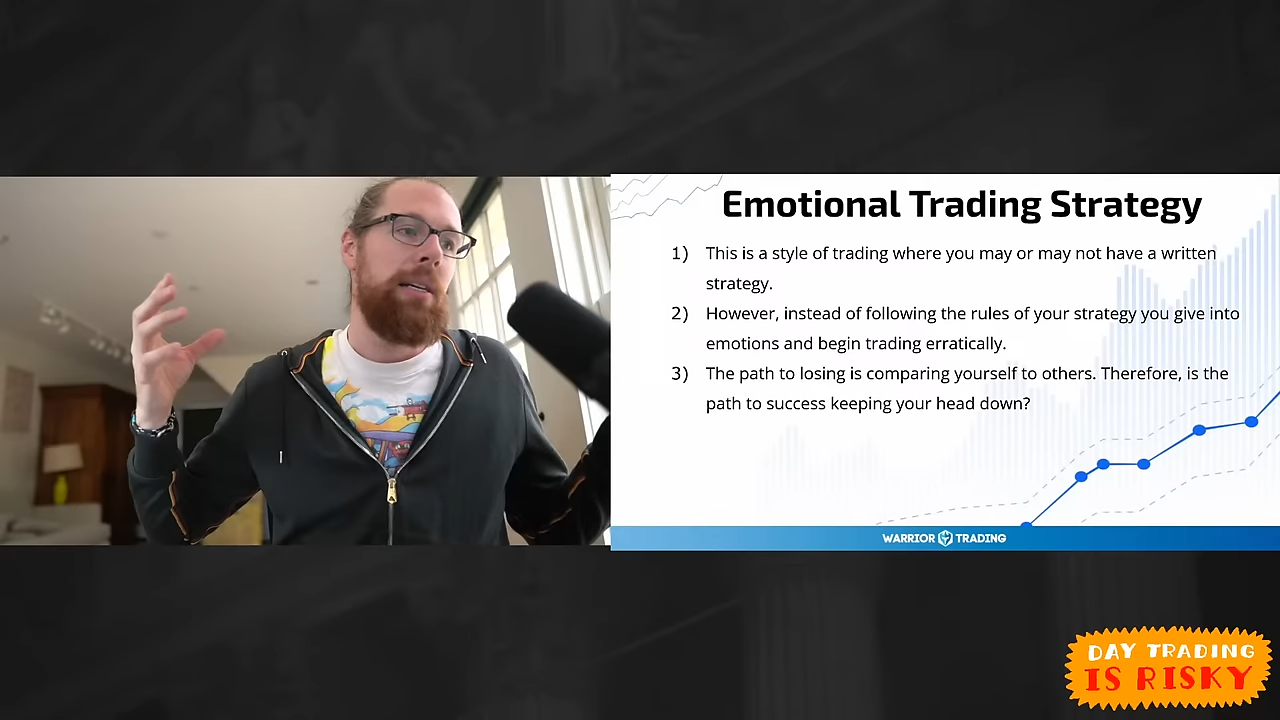 Emotional Trading Strategy
1) This is a style of trading where you may or may not have a written
strategy.
2) However, instead of following the rules of your strategy you give into
emotions and begin trading erratically.
3) The path to losing is comparing yourself to others. Therefore, is the
path to success keeping your head down?
WARRIOR TRADING
DAY TRADING
IS RISKY